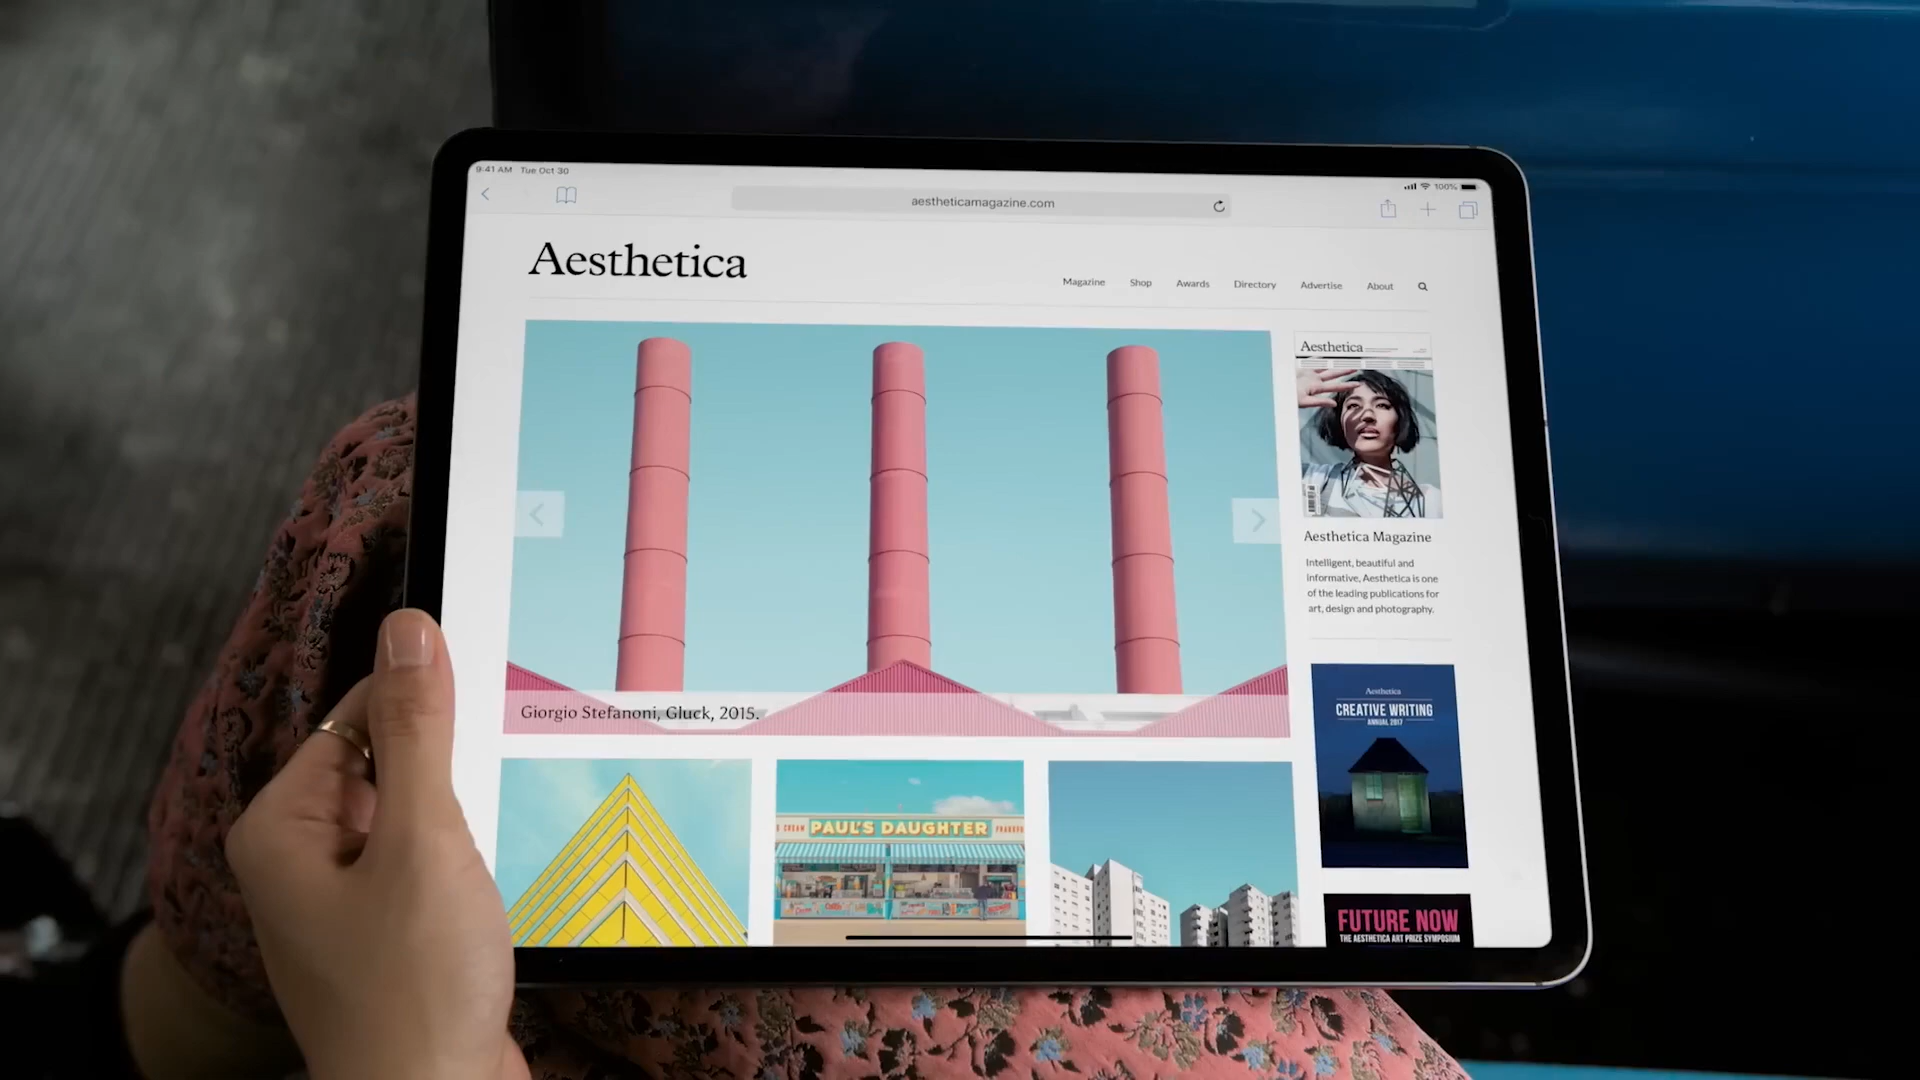 9:41 AM Tue Oct 30
100%
aestheticamagazine.com
Aesthetica
Magazine Shop Awards Directory Advertise About
Aesthetica
Aesthetica Magazine
Intelligent, beautiful and
informative, Aesthetica is one
of the leading publications for
art, design and photography.
Giorgio Stefanoni, Gluck, 2015.
PAUL'S DAUGHTER
Aesthetica
CREATIVE WRITING
ANNUAL 2017
FUTURE NOW
THE AESTHETICA ART PRIZE SYMPOSIUM